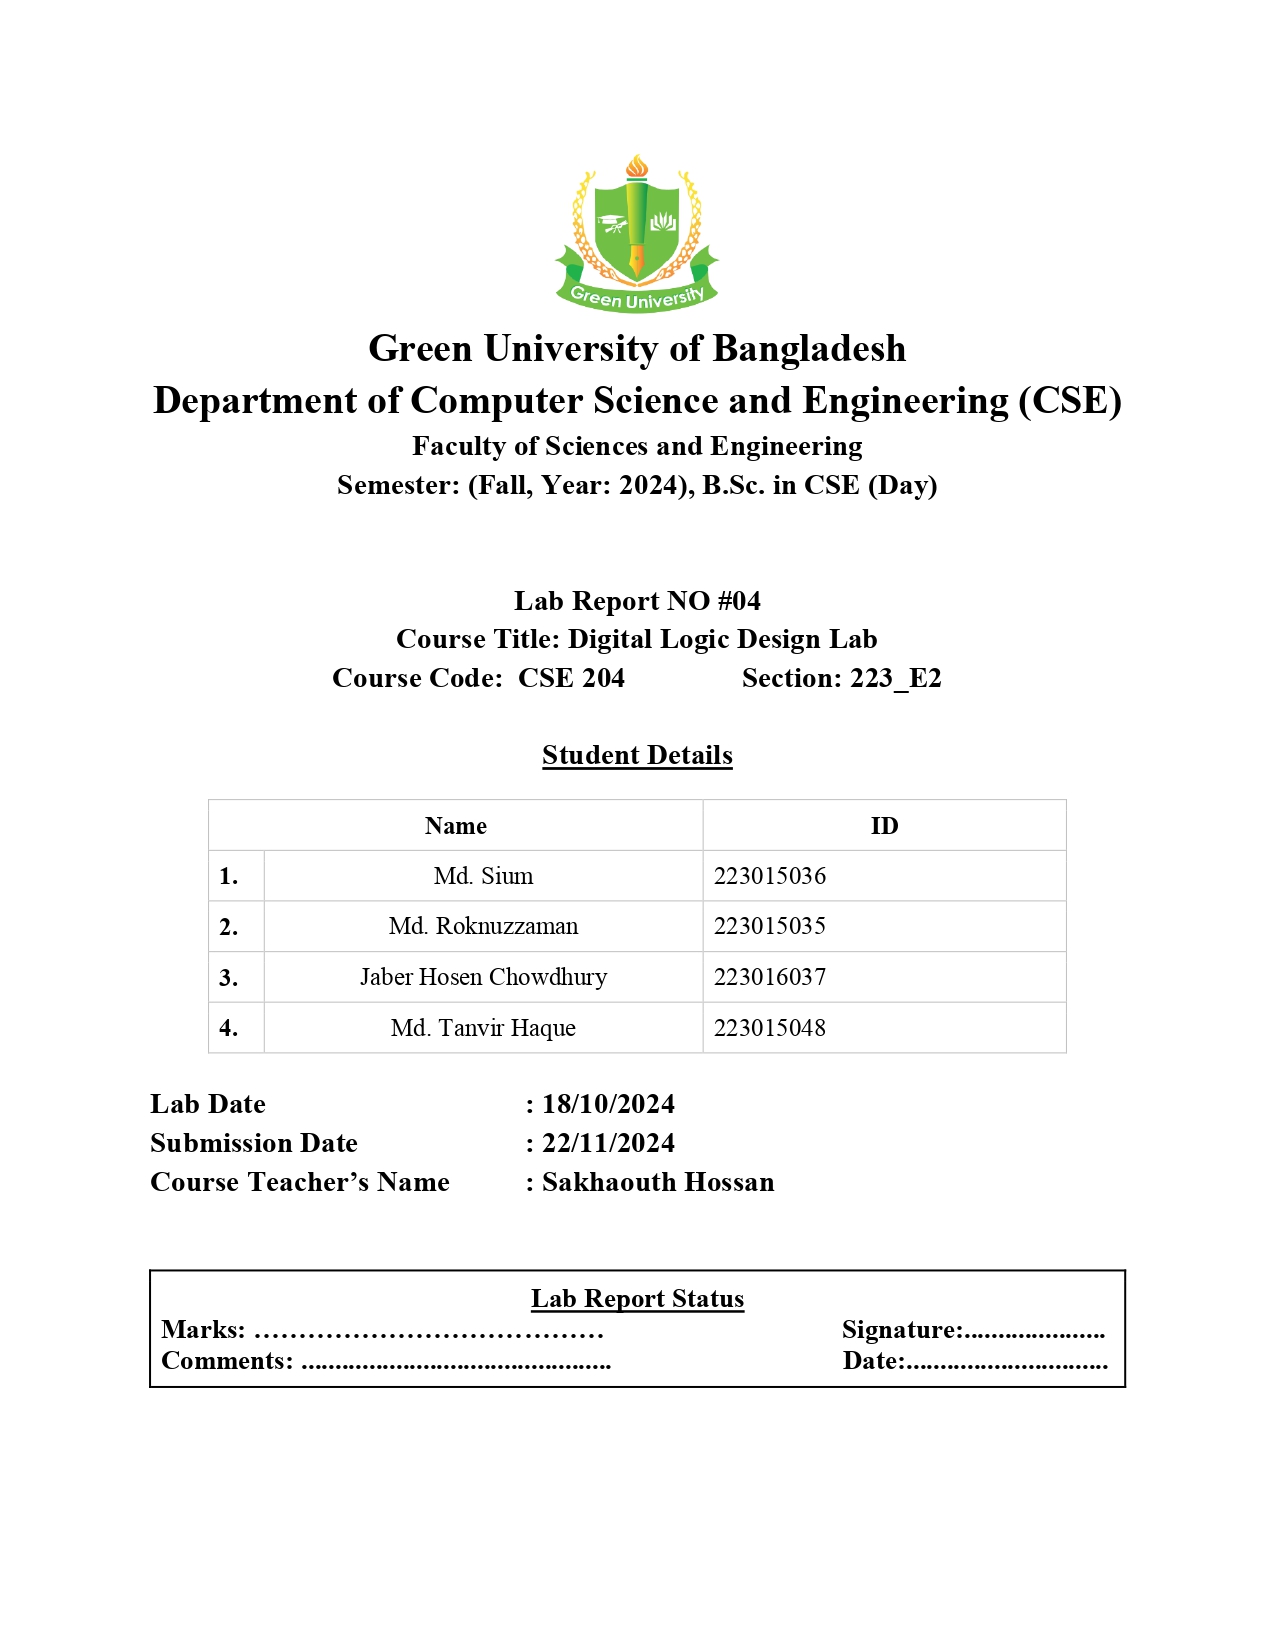 Green University
Green University of Bangladesh
Department of Computer Science and Engineering (CSE)
Faculty of Sciences and Engineering
Semester: (Fall, Year: 2024), B.Sc. in CSE (Day)
Lab Report NO #04
Course Title: Digital Logic Design Lab
Course Code: CSE 204 Section: 223_E2
Student Details
Name ID
1. Md. Sium 223015036
2. Md. Roknuzzaman 223015035
3. Jaber Hosen Chowdhury 223016037
4. Md. Tanvir Haque 223015048
Lab Date : 18/10/2024
Submission Date : 22/11/2024
Course Teacher’s Name : Sakhaouth Hossan
Lab Report Status
Marks: ………………………………… Signature:.....................
Comments: .............................................. Date:..............................